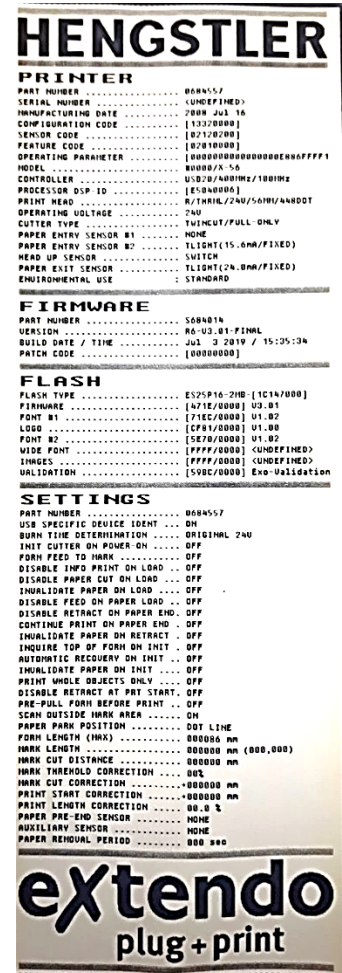 HENGSTLER
PRINTER
PART NUMBER ................ 0684557
SERIAL NUMBER .............. <UNDEFINED>
MANUFACTURING DATE ......... 2008 Jul 16
CONFIGURATION CODE ......... [13320000]
SENSOR CODE ................ [02120200]
FEATURE CODE ............... [02010000]
OPERATING PARAMETER ........ [0000000000000000E886FFFF]
MODEL ...................... 80000/X-56
CONTROLLER ................. USD20/400MHz/100MHz
PROCESSOR DSP-ID ........... [E5040006]
PRINT HEAD ................. R/THRHL/24V/56MM/448DOT
OPERATING VOLTAGE .......... 24V
CUTTER TYPE ................ TWINCUT/FULL-ONLY
PAPER ENTRY SENSOR #1 ...... NONE
PAPER ENTRY SENSOR #2 ...... TLIGHT(15.6mA/FIXED)
HEAD UP SENSOR ............. SWITCH
PAPER EXIT SENSOR .......... TLIGHT(24.0mA/FIXED)
ENVIRONMENTAL USE : STANDARD
FIRMWARE
PART NUMBER ................ S684014
VERSION .................... R6-V3.01-FINAL
BUILD DATE / TIME .......... Jul 3 2019 / 15:35:34
PATCH CODE ................. [00000000]
FLASH
FLASH TYPE ................. ES25P16-2MB-[1C147000]
FIRMWARE ................... [471E/0000] V3.01
FONT #1 .................... [71EC/0000] V1.02
LOGO ....................... [CF81/0000] V1.00
FONT #2 .................... [5E70/0000] V1.02
WIDE FONT .................. [FFFF/0000] <UNDEFINED>
IMAGES ..................... [FFFF/0000] <UNDEFINED>
VALIDATION ................. [598C/0000] Exo-Validation
SETTINGS
PART NUMBER ................ 0684557
USB SPECIFIC DEVICE IDENT .. ON
BURN TIME DETERMINATION .... ORIGINAL 24V
INIT CUTTER ON POWER-ON .... OFF
FORM FEED TO MARK .......... OFF
DISABLE INFO PRINT ON LOAD . OFF
DISABLE PAPER CUT ON LOAD .. OFF
INVALIDATE PAPER ON LOAD ... OFF
DISABLE FEED ON PAPER LOAD . OFF
DISABLE RETRACT ON PAPER END. OFF
CONTINUE PRINT ON PAPER END . OFF
INVALIDATE PAPER ON RETRACT . OFF
INQUIRE TOP OF FORM ON INIT . OFF
AUTOMATIC RECOVERY ON INIT .. OFF
INVALIDATE PAPER ON INIT .... OFF
PRINT WHOLE OBJECTS ONLY .... OFF
DISABLE RETRACT AT PRT START. OFF
PRE-PULL FORM BEFORE PRINT .. OFF
SCAN OUTSIDE MARK AREA ...... ON
PAPER PARK POSITION ......... DOT LINE
FORM LENGTH (MAX) ........... 000086 mm
MARK LENGTH ................. 000000 mm (000,000)
MARK CUT DISTANCE ........... 000000 mm
MARK THREHOLD CORRECTION .... 00%
MARK CUT CORRECTION .........+000000 mm
PRINT START CORRECTION ......+000000 mm
PRINT LENGTH CORRECTION ..... 00.0 %
PAPER PRE-END SENSOR ........ NONE
AUXILIARY SENSOR ............ NONE
PAPER REMOVAL PERIOD ........ 000 sec
eXtendo
plug+print